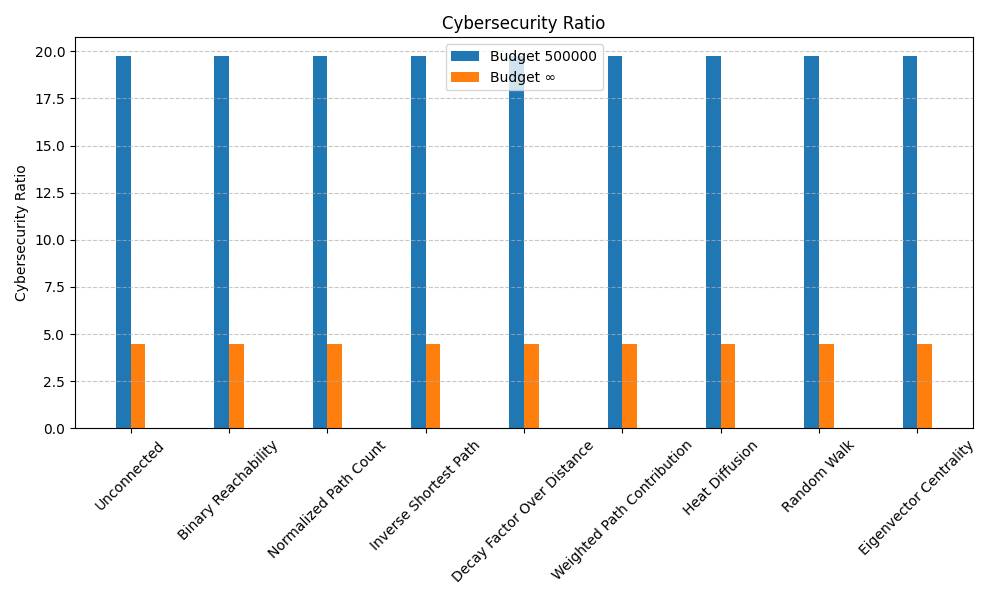 Cybersecurity Ratio
Budget 500000
Budget ∞
Cybersecurity Ratio
20.0
17.5
15.0
12.5
10.0
7.5
5.0
2.5
0.0
Unconnected
Binary Reachability
Normalized Path Count
Inverse Shortest Path
Decay Factor Over Distance
Weighted Path Contribution
Heat Diffusion
Random Walk
Eigenvector Centrality